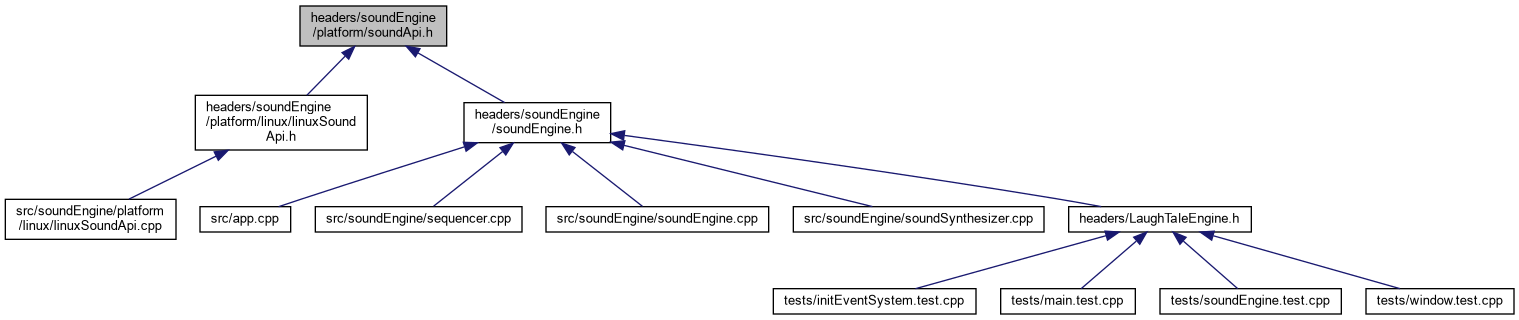 headers/soundEngine
/platform/soundApi.h
headers/soundEngine
/platform/linux/linuxSound
Api.h
headers/soundEngine
/soundEngine.h
src/soundEngine/platform
/linux/linuxSoundApi.cpp
src/app.cpp
src/soundEngine/sequencer.cpp
src/soundEngine/soundEngine.cpp
src/soundEngine/soundSynthesizer.cpp
headers/LaughTaleEngine.h
tests/initEventSystem.test.cpp
tests/main.test.cpp
tests/soundEngine.test.cpp
tests/window.test.cpp